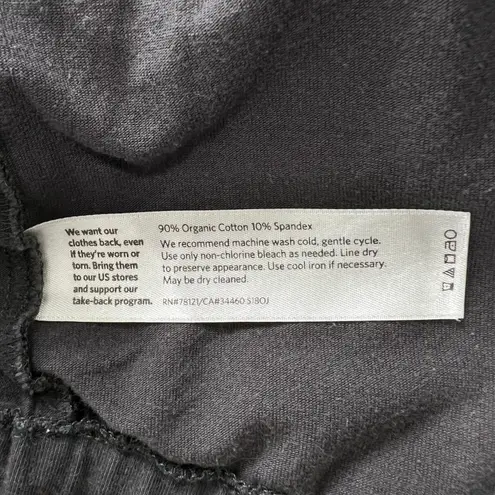 We want our
clothes back, even
if they're worn or
torn. Bring them
to our US stores
and support our
take-back program.
90% Organic Cotton 10% Spandex
We recommend machine wash cold, gentle cycle.
Use only non-chlorine bleach as needed. Line dry
to preserve appearance. Use cool iron if necessary.
May be dry cleaned.
RN#78121/CA#34460 S18OJ